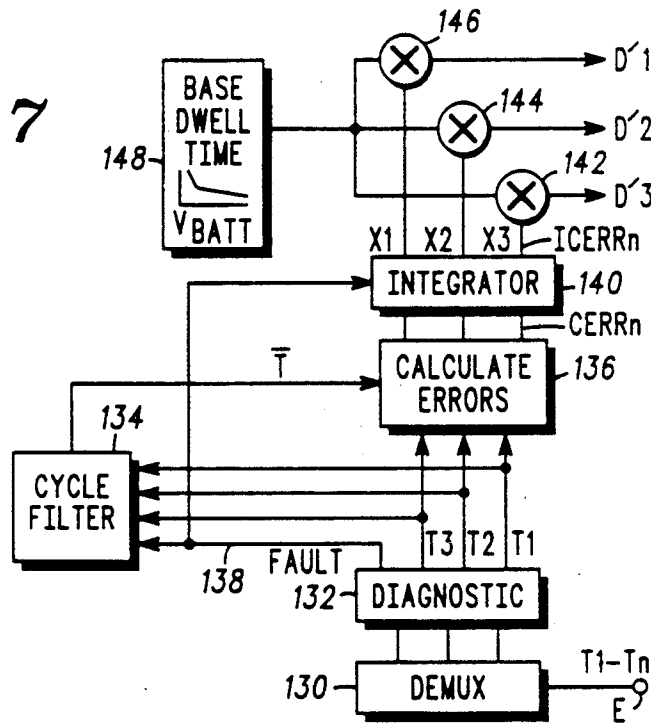 146
D'1
7
BASE
DWELL
TIME
148
144
D'2
142
D'3
V BATT
X1 X2 X3 ICERRn
INTEGRATOR 140
CERRn
T̅
CALCULATE
ERRORS
136
134
CYCLE
FILTER
138
FAULT
T3 T2 T1
132 DIAGNOSTIC
T1-Tn
130 DEMUX
E